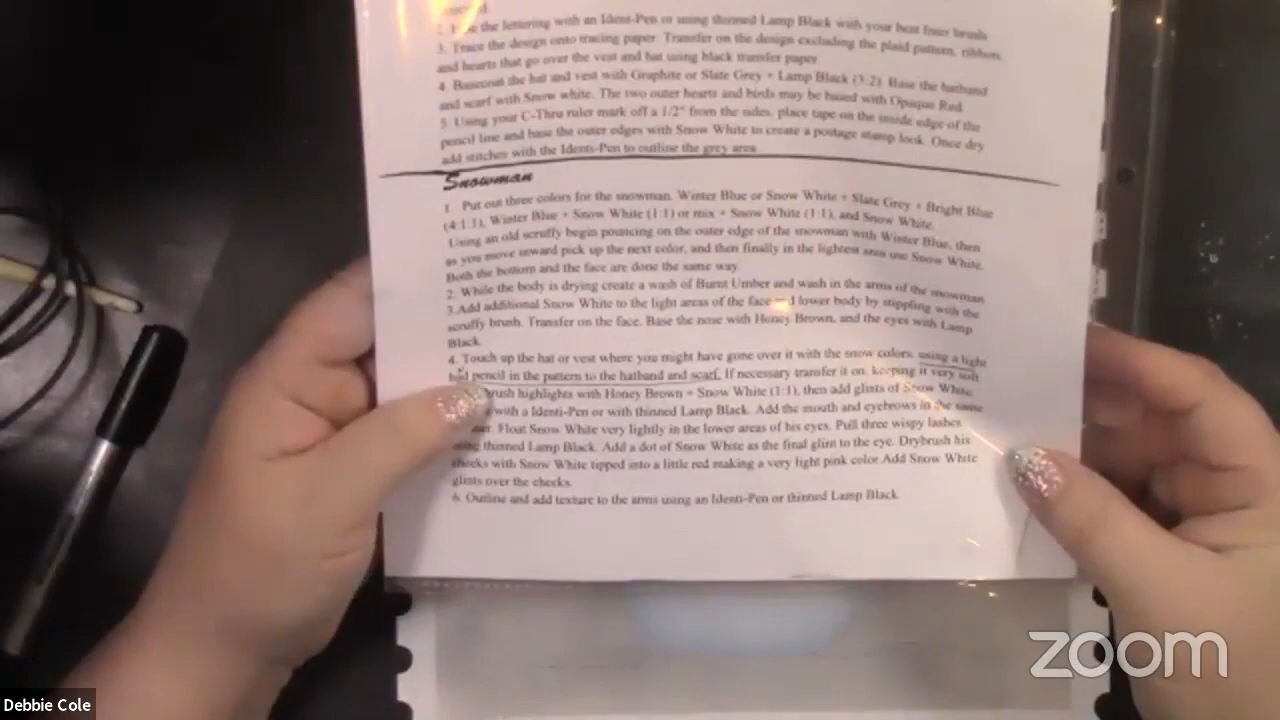 2. the lettering with an Identi-Pen or using thinned Lamp Black with your best liner brush
3. Trace the design onto tracing paper. Transfer on the design excluding the plaid pattern, ribbon,
and hearts that go over the vest and hat using black transfer paper.
4. Basecoat the hat and vest with Graphite or Slate Grey + Lamp Black (3:2). Base the hatband
and scarf with Snow white. The two outer hearts and birds may be based with Opaque Red.
5. Using your C-Thru ruler mark off a 1/2" from the sides, place tape on the inside edge of the
pencil line and base the outer edges with Snow White to create a postage stamp look. Once dry
add stitches with the Identi-Pen to outline the grey area.
Snowman
1. Put out three colors for the snowman. Winter Blue or Snow White + Slate Grey + Bright Blue
(4:1:1), Winter Blue + Snow White (1:1) or mix + Snow White (1:1), and Snow White.
Using an old scruffy begin pouncing on the outer edge of the snowman with Winter Blue, then
as you move inward pick up the next color, and then finally in the lightest area use Snow White.
Both the bottom and the face are done the same way.
2. While the body is drying create a wash of Burnt Umber and wash in the arms of the snowman
3.Add additional Snow White to the light areas of the face lower body by stippling with the
scruffy brush. Transfer on the face. Base the nose with Honey Brown, and the eyes with Lamp
Black.
4. Touch up the hat or vest where you might have gone over it with the snow colors, using a light
pencil in the pattern to the hatband and scarf. If necessary transfer it on, keeping it very soft
brush highlights with Honey Brown + Snow White (1:1), then add glints of Snow White.
with a Identi-Pen or with thinned Lamp Black. Add the mouth and eyebrows in the same
Float Snow White very lightly in the lower areas of his eyes. Pull three wispy lashes
using thinned Lamp Black. Add a dot of Snow White as the final glint to the eye. Drybrush his
cheeks with Snow White tipped into a little red making a very light pink color.Add Snow White
glints over the cheeks.
6. Outline and add texture to the arms using an Identi-Pen or thinned Lamp Black.
zoom
Debbie Cole